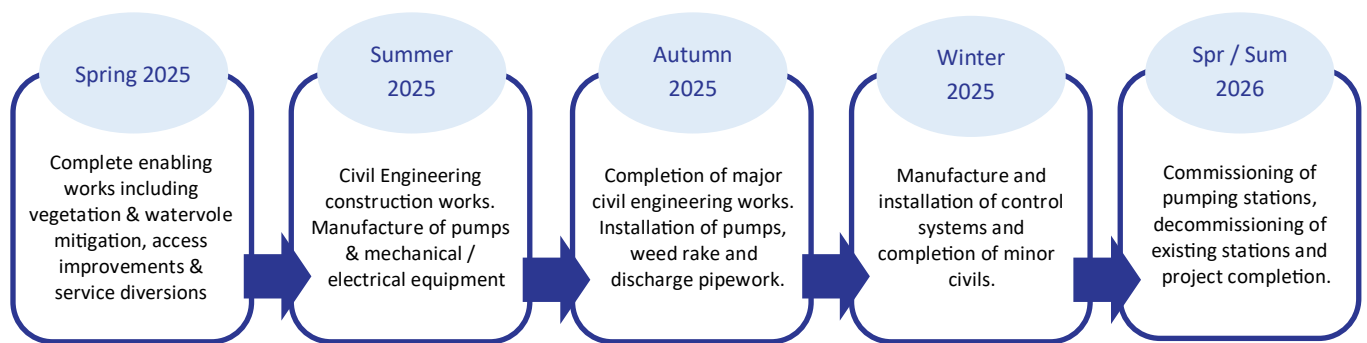 Spring 2025
Complete enabling
works including
vegetation & watervole
mitigation, access
improvements &
service diversions
Summer
2025
Civil Engineering
construction works.
Manufacture of pumps
& mechanical /
electrical equipment
Autumn
2025
Completion of major
civil engineering works.
Installation of pumps,
weed rake and
discharge pipework.
Winter
2025
Manufacture and
installation of control
systems and
completion of minor
civils.
Spr / Sum
2026
Commissioning of
pumping stations,
decommissioning of
existing stations and
project completion.